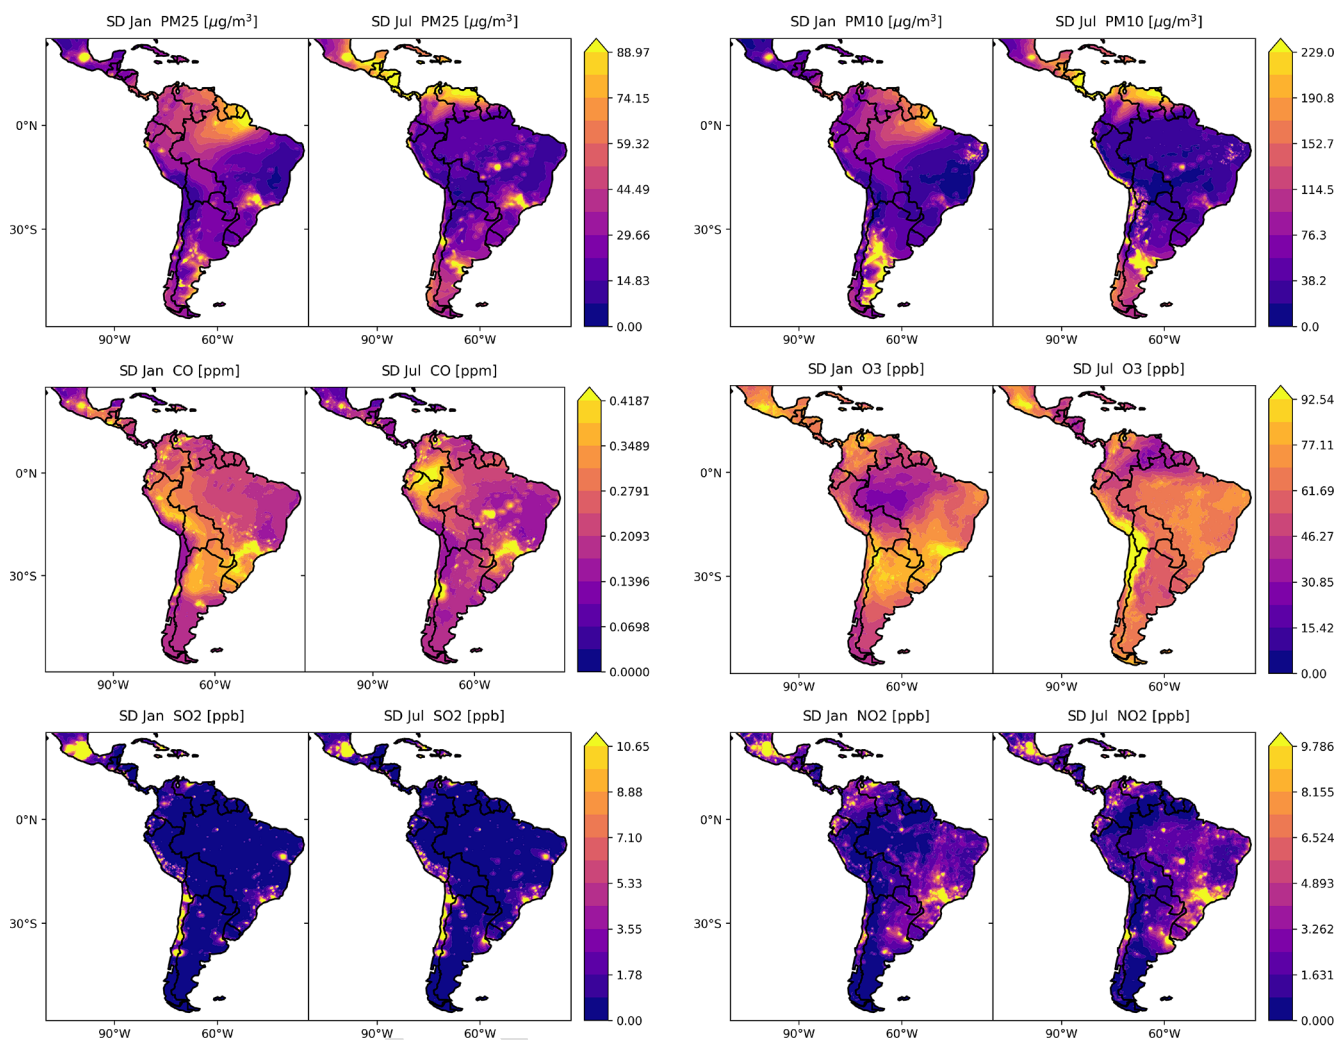 SD Jan PM25 [μg/m³]
SD Jul PM25 [μg/m³]
88.97
74.15
59.32
44.49
29.66
14.83
0.00
0°N
30°S
90°W
60°W
90°W
60°W
SD Jan PM10 [μg/m³]
SD Jul PM10 [μg/m³]
229.0
190.8
152.7
114.5
76.3
38.2
0.0
0°N
30°S
90°W
60°W
90°W
60°W
SD Jan CO [ppm]
SD Jul CO [ppm]
0.4187
0.3489
0.2791
0.2093
0.1396
0.0698
0.0000
0°N
30°S
90°W
60°W
90°W
60°W
SD Jan O3 [ppb]
SD Jul O3 [ppb]
92.54
77.11
61.69
46.27
30.85
15.42
0.00
0°N
30°S
90°W
60°W
90°W
60°W
SD Jan SO2 [ppb]
SD Jul SO2 [ppb]
10.65
8.88
7.10
5.33
3.55
1.78
0.00
0°N
30°S
90°W
60°W
90°W
60°W
SD Jan NO2 [ppb]
SD Jul NO2 [ppb]
9.786
8.155
6.524
4.893
3.262
1.631
0.000
0°N
30°S
90°W
60°W
90°W
60°W